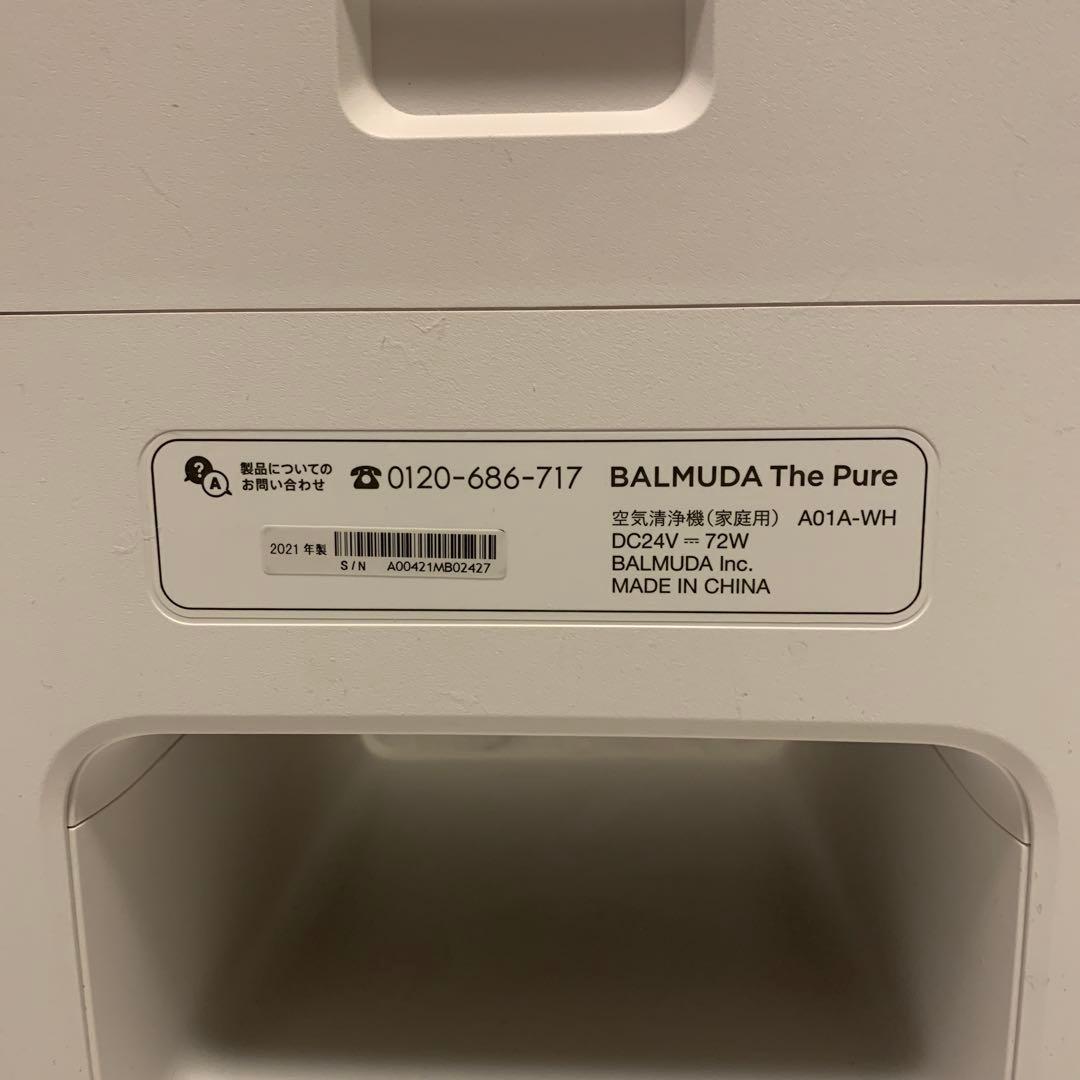 ?
A
製品についての
お問い合わせ
0120-686-717
2021 年製
S/N A00421MB02427
BALMUDA The Pure
空気清浄機(家庭用) A01A-WH
DC24V ⎓ 72W
BALMUDA Inc.
MADE IN CHINA